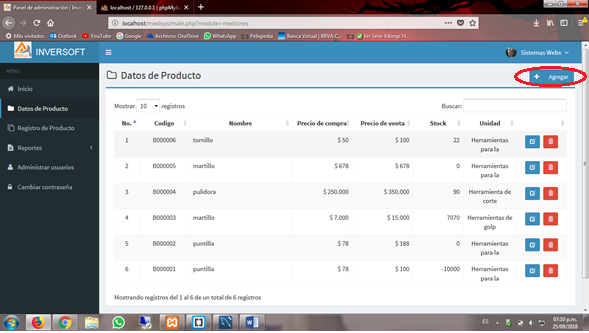 Panel de administración | Inver
localhost / 127.0.0.1 | phpMyA
localhost/medisys/main.php?module=medicines
Más visitados Outlook YouTube Google Archivos: OneDrive WhatsApp Pelispedia Banca Virtual | BBVA C... Ver Serie Vikings H...
INVERSOFT
Sistemas Webs
MENU
Inicio
Datos de Producto
Registro de Producto
Reportes
Administrar usuarios
Cambiar contraseña
Datos de Producto
Agregar
Mostrar 10 registros
Buscar:
No. Codigo Nombre Precio de compra Precio de venta Stock Unidad
1 B000006 tornillo $ 50 $ 100 22 Herramientas para la
2 B000005 martillo $ 678 $ 678 0 Herramientas para la
3 B000004 pulidora $ 250,000 $ 350,000 90 Herramienta de corte
4 B000003 martillo $ 7,000 $ 15,000 7070 Herramientas de golp
5 B000002 puntilla $ 78 $ 188 0 Herramientas para la
6 B000001 puntilla $ 78 $ 100 -10000 Herramientas para la
Mostrando registros del 1 al 6 de un total de 6 registros
ES
07:10 p.m.
25/09/2018